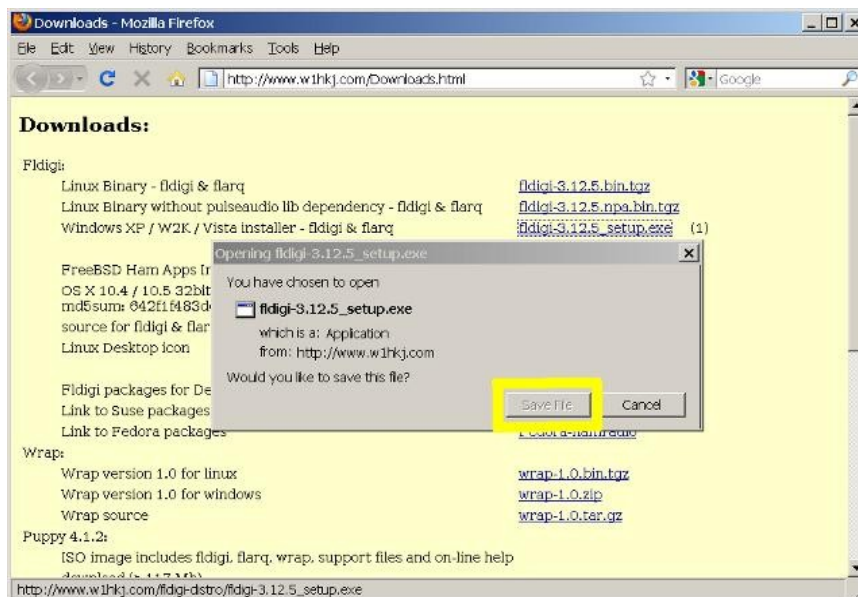 Downloads - Mozilla Firefox
File Edit View History Bookmarks Tools Help
http://www.w1hkj.com/Downloads.html Google
Downloads:
Fldigi:
Linux Binary - fldigi & flarq fldigi-3.12.5.bin.tgz
Linux Binary without pulseaudio lib dependency - fldigi & flarq fldigi-3.12.5.npa.bin.tgz
Windows XP / W2K / Vista installer - fldigi & flarq fldigi-3.12.5_setup.exe (1)
Opening fldigi-3.12.5_setup.exe
FreeBSD Ham Apps
You have chosen to open
OS X 10.4 / 10.5 32bit
fldigi-3.12.5_setup.exe
md5sum: 642f1f483d
which is a: Application
source for fldigi & flar
from: http://www.w1hkj.com
Linux Desktop icon
Would you like to save this file?
Fldigi packages for De
Save File Cancel
Link to Suse packages
Link to Fedora packages Fedora-hamradio
Wrap:
Wrap version 1.0 for linux wrap-1.0.bin.tgz
Wrap version 1.0 for windows wrap-1.0.zip
Wrap source wrap-1.0.tar.gz
Puppy 4.1.2:
ISO image includes fldigi, flarq, wrap, support files and on-line help
http://www.w1hkj.com/fldigi-distro/fldigi-3.12.5_setup.exe